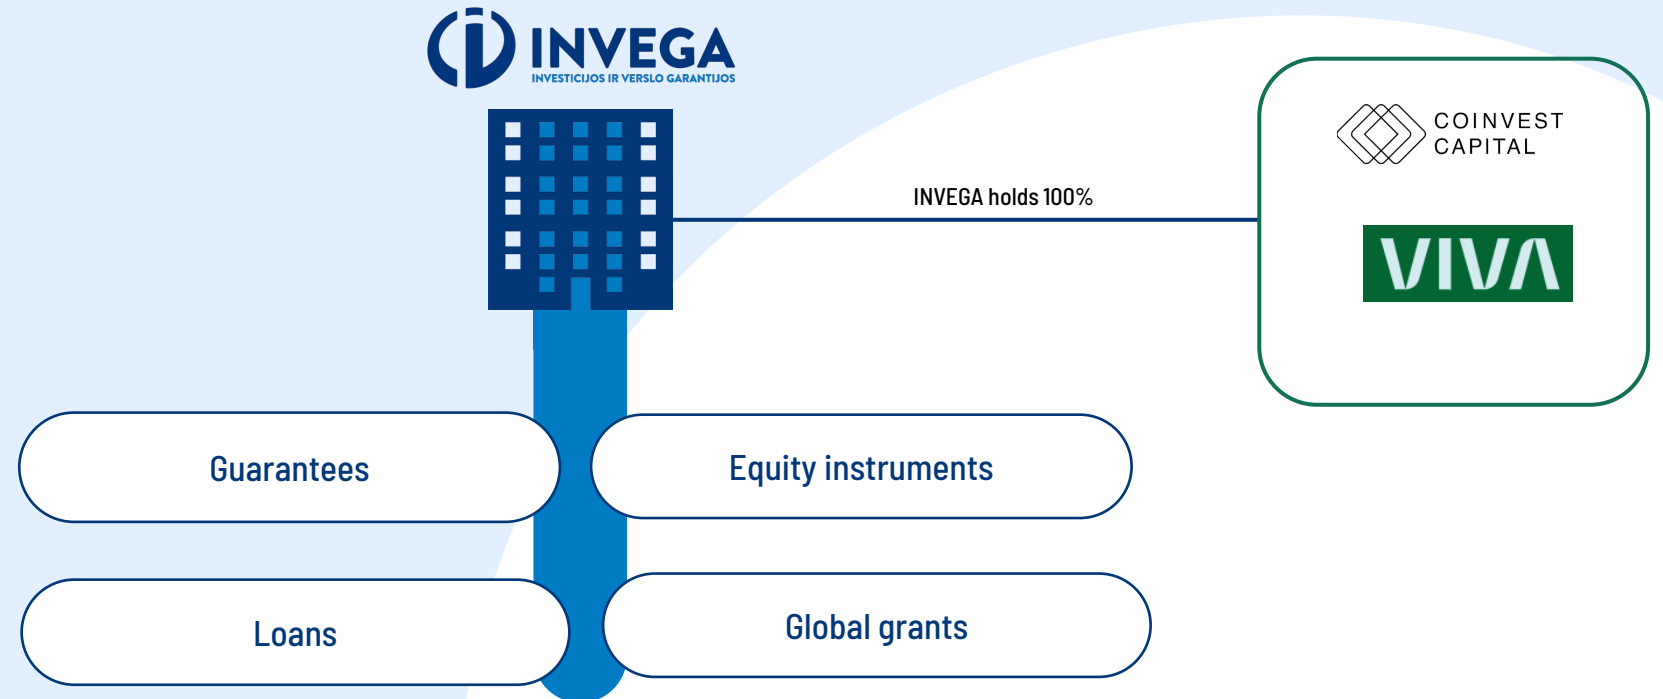 INVEGA
INVESTICIJOS IR VERSLO GARANTIJOS
COINVEST
CAPITAL
INVEGA holds 100%
VIVA
Guarantees
Equity instruments
Loans
Global grants